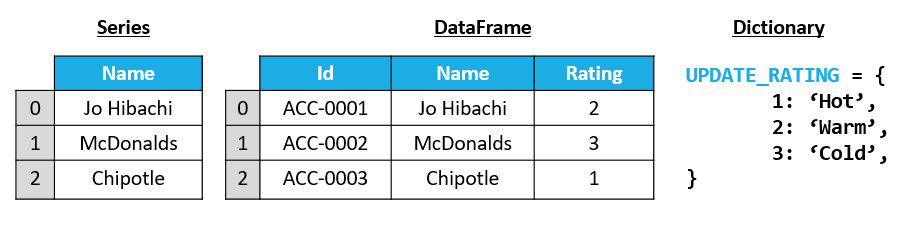 Series
Name
0 Jo Hibachi
1 McDonalds
2 Chipotle
DataFrame
Id Name Rating
0 ACC-0001 Jo Hibachi 2
1 ACC-0002 McDonalds 3
2 ACC-0003 Chipotle 1
Dictionary
UPDATE_RATING = {
1: ‘Hot’,
2: ‘Warm’,
3: ‘Cold’,
}